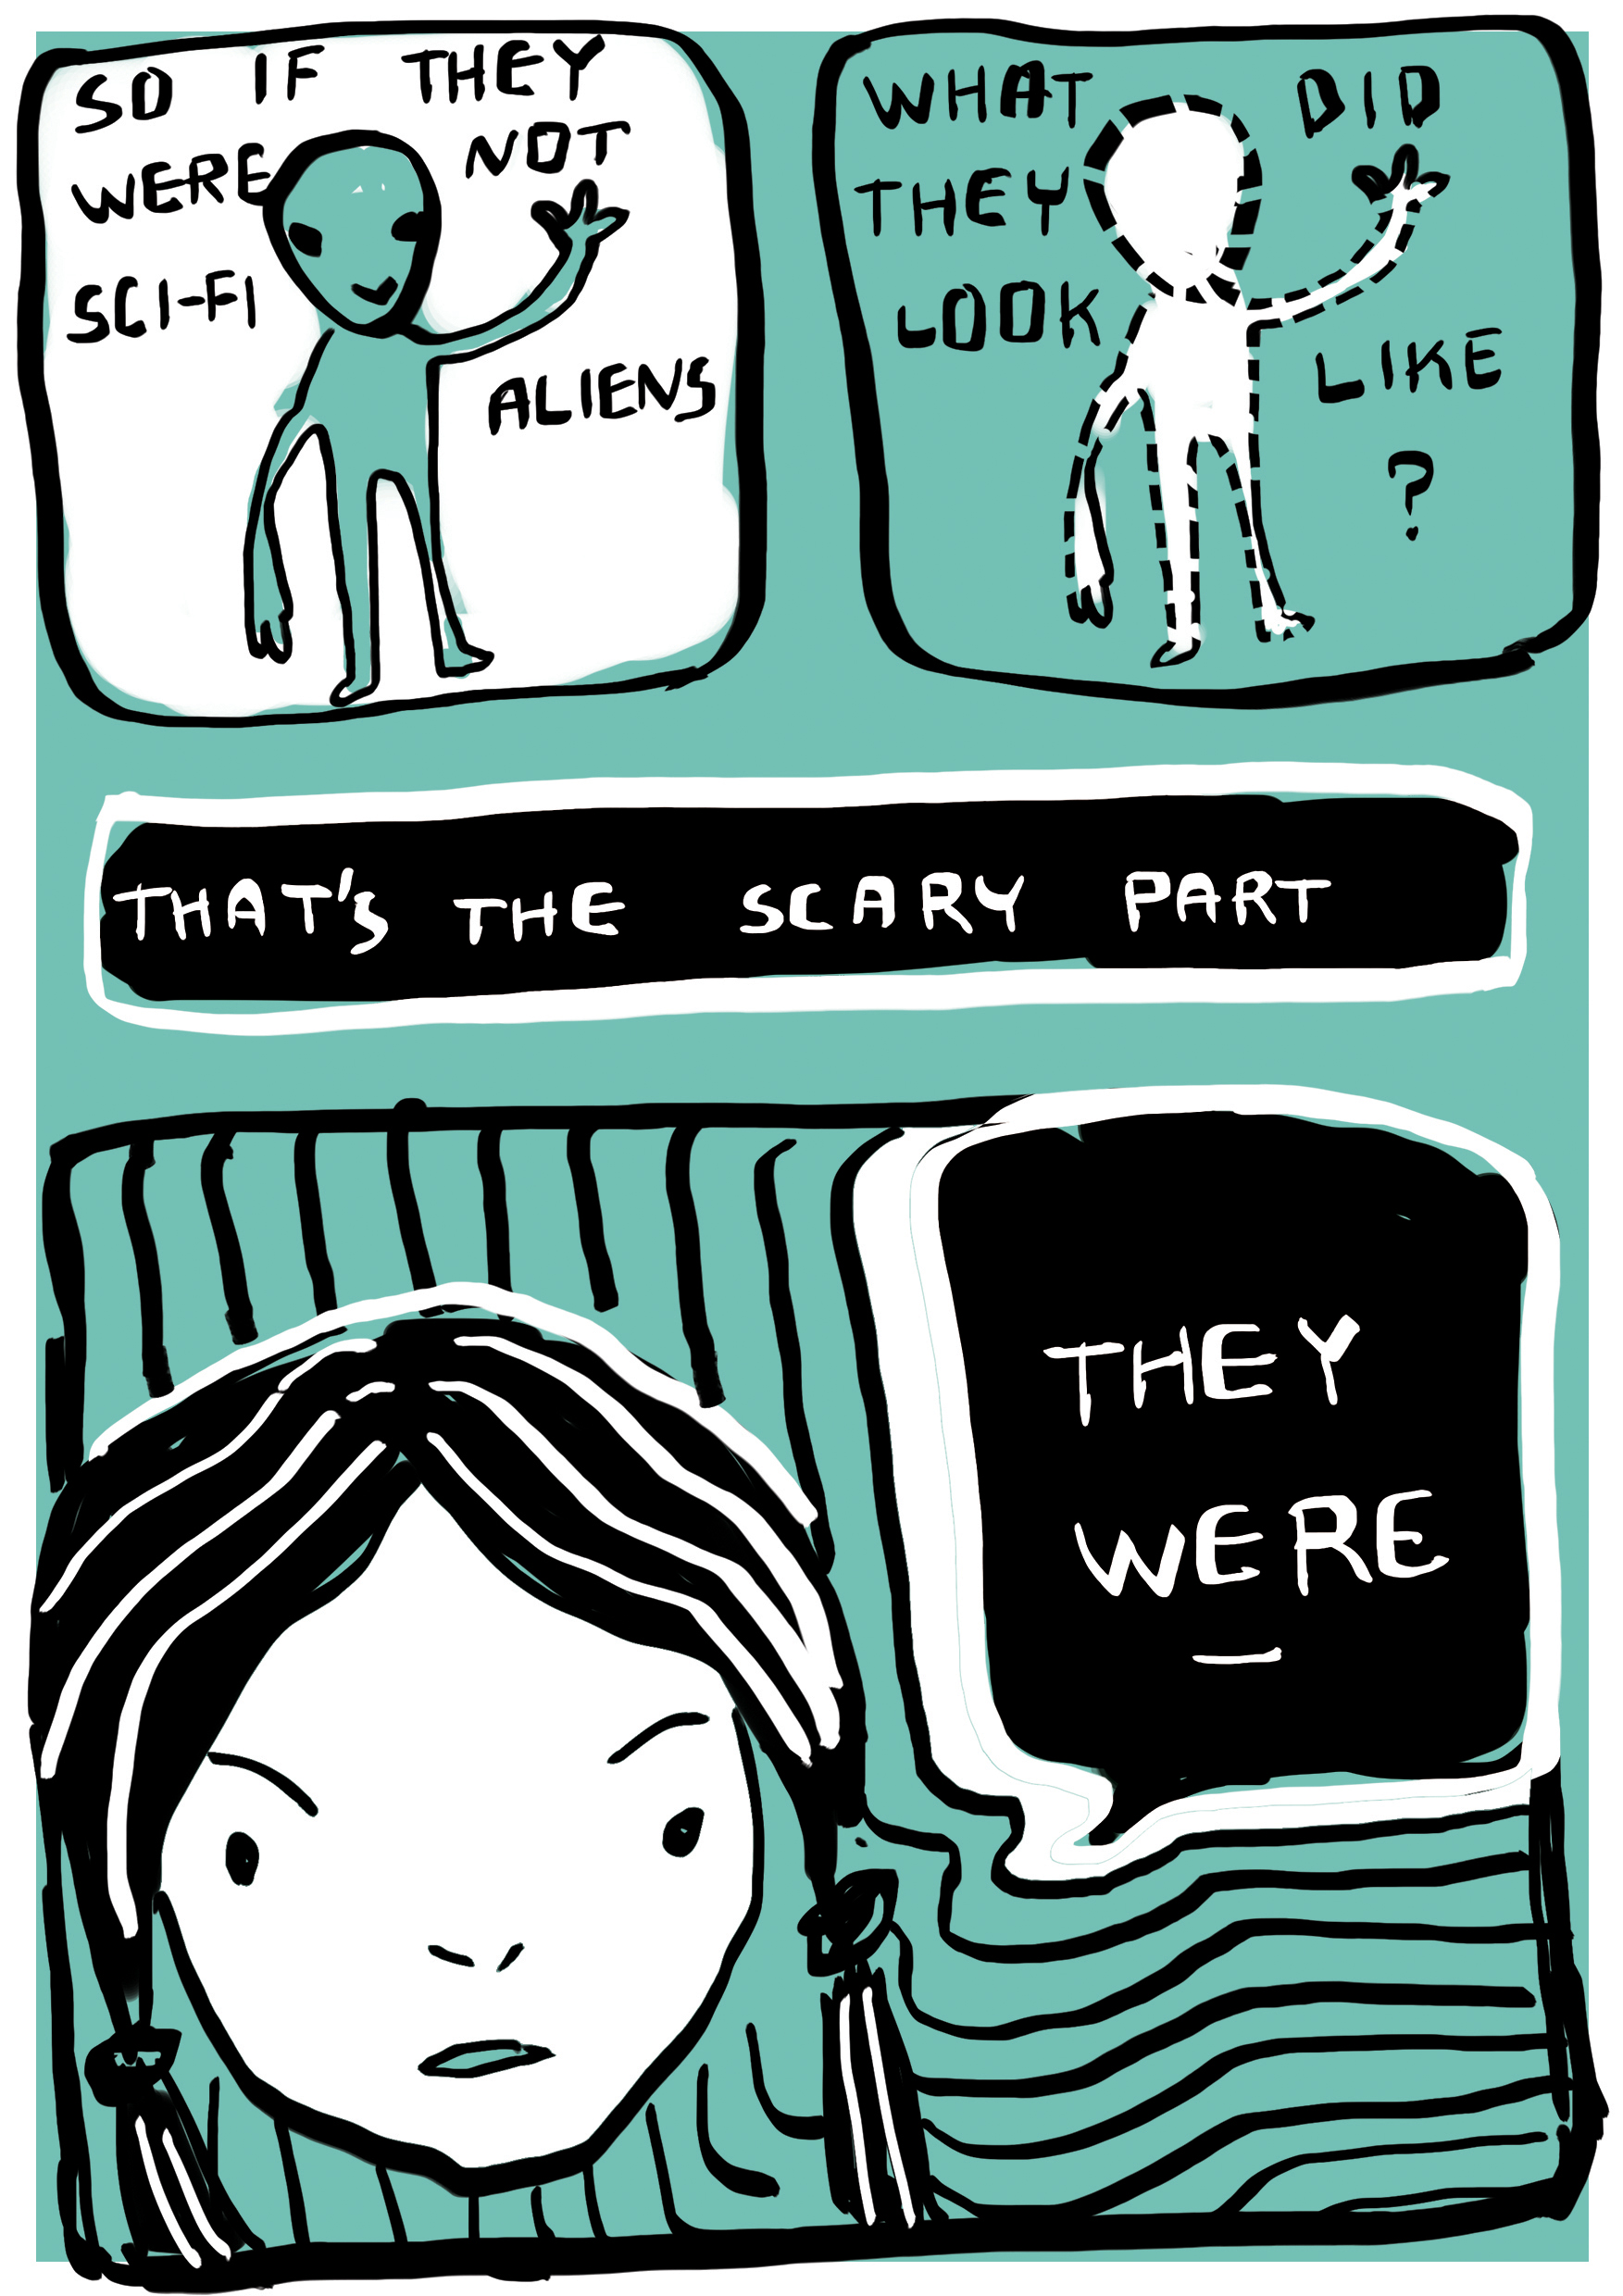 SO IF THEY
WERE NOT
SCI-FI
ALIENS
WHAT DID
THEY
LOOK
LIKE
?
THAT'S THE SCARY PART
THEY
WERE
—